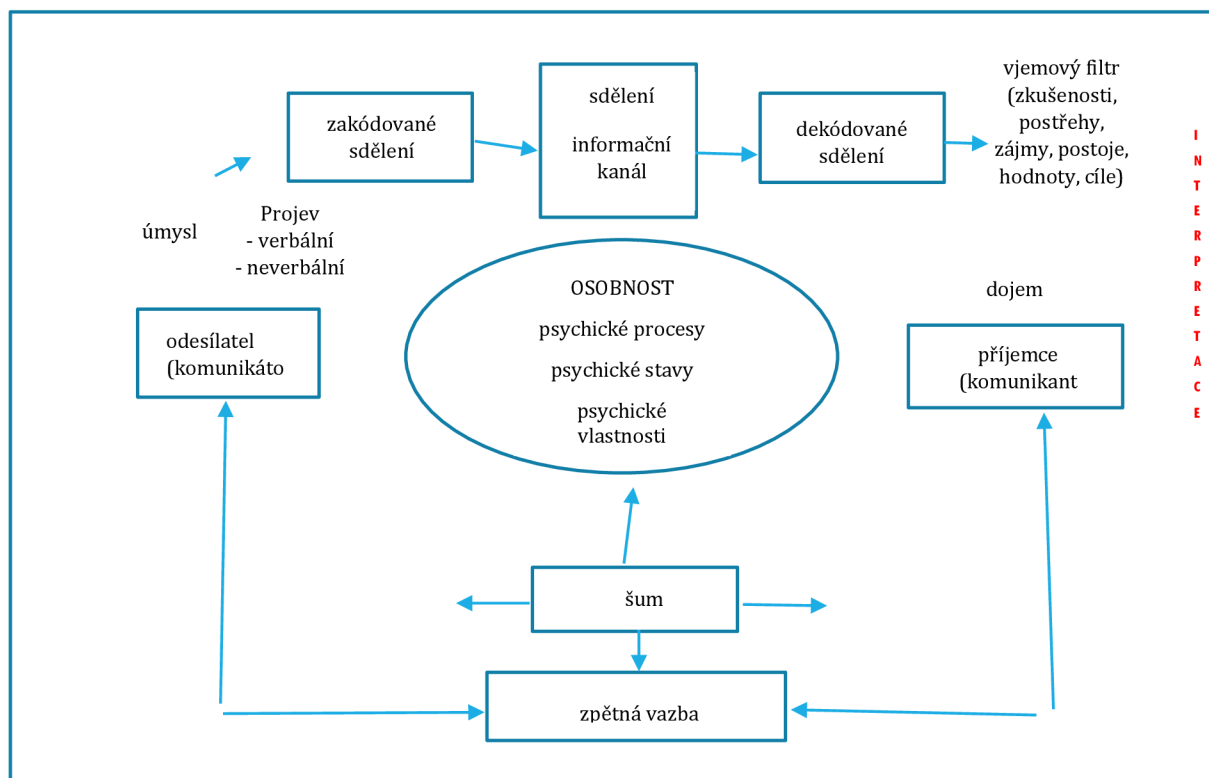 zakódované
sdělení
sdělení
informační
kanál
dekódované
sdělení
vjemový filtr
(zkušenosti,
postřehy,
zájmy, postoje,
hodnoty, cíle)
INTERPRETACE
úmysl
Projev
- verbální
- neverbální
OSOBNOST
psychické procesy
psychické stavy
psychické
vlastnosti
dojem
odesílatel
(komunikáto
příjemce
(komunikant
šum
zpětná vazba